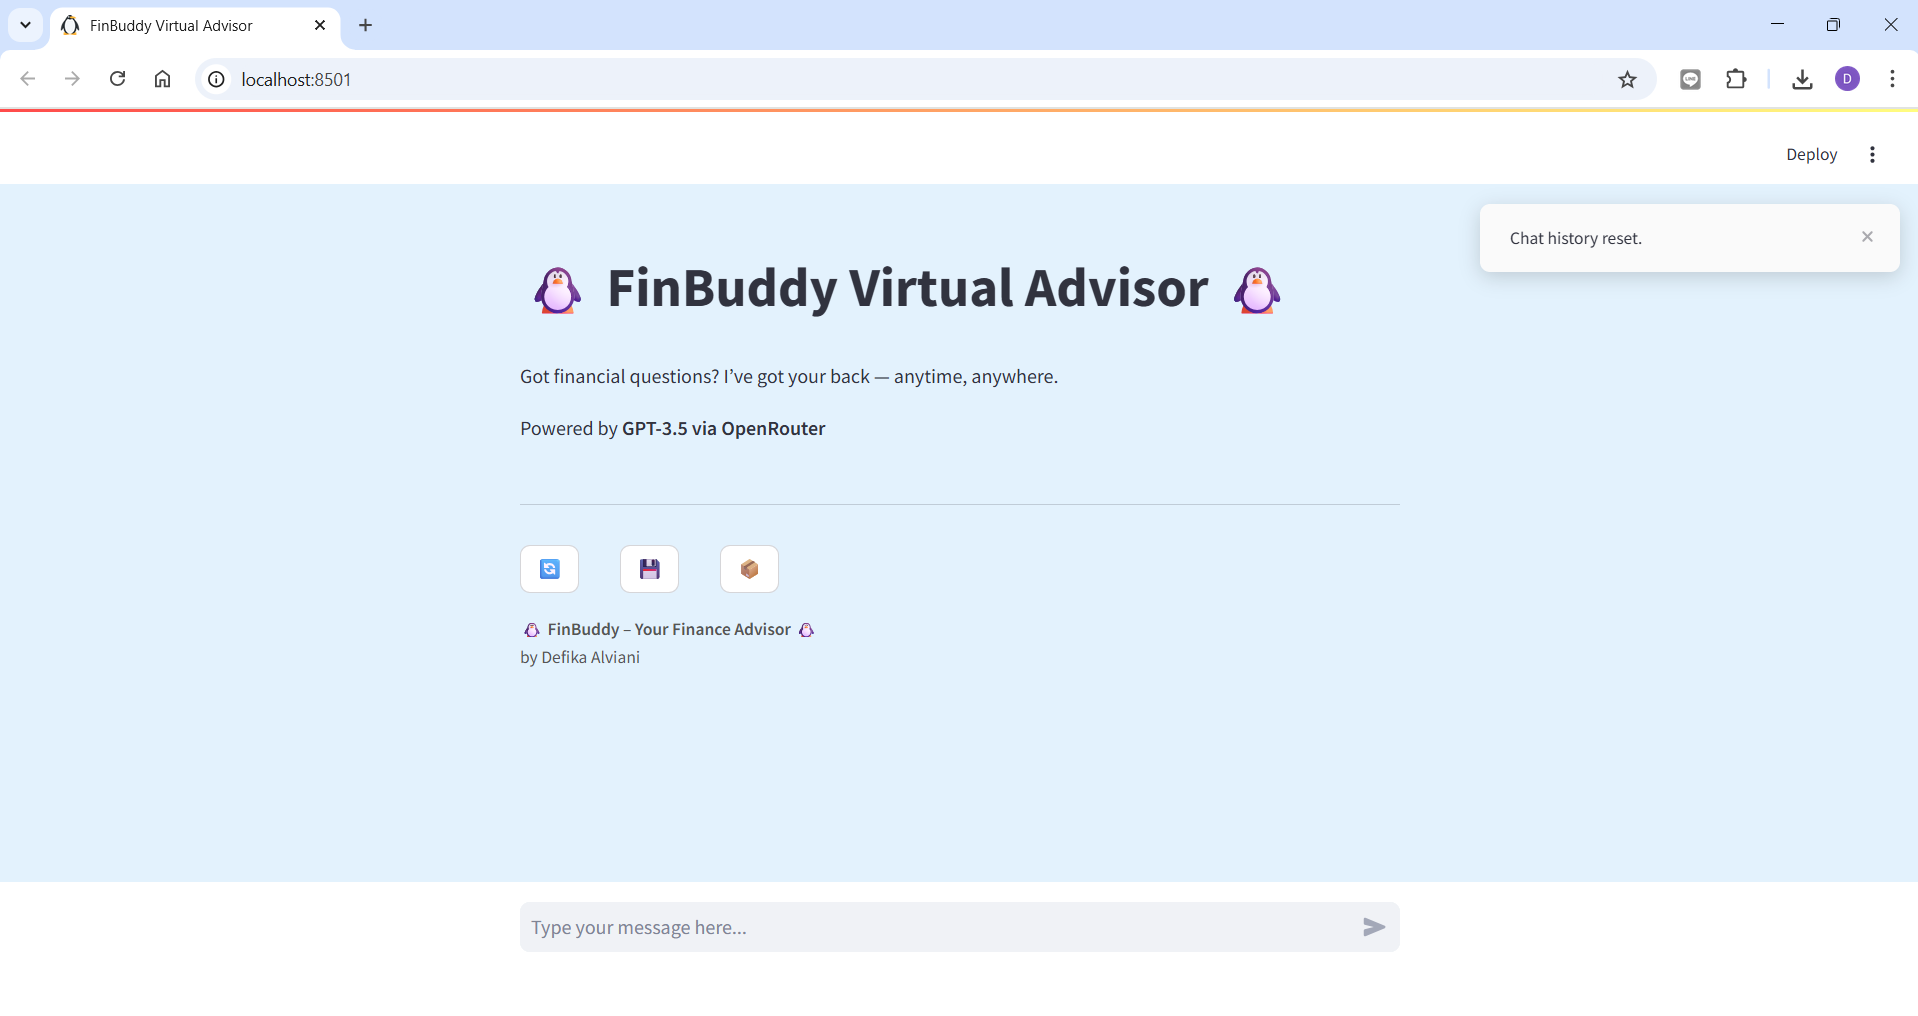 FinBuddy Virtual Advisor
localhost:8501
D
Deploy
Chat history reset.
FinBuddy Virtual Advisor
Got financial questions? I’ve got your back — anytime, anywhere.
Powered by GPT-3.5 via OpenRouter
FinBuddy – Your Finance Advisor
by Defika Alviani
Type your message here...